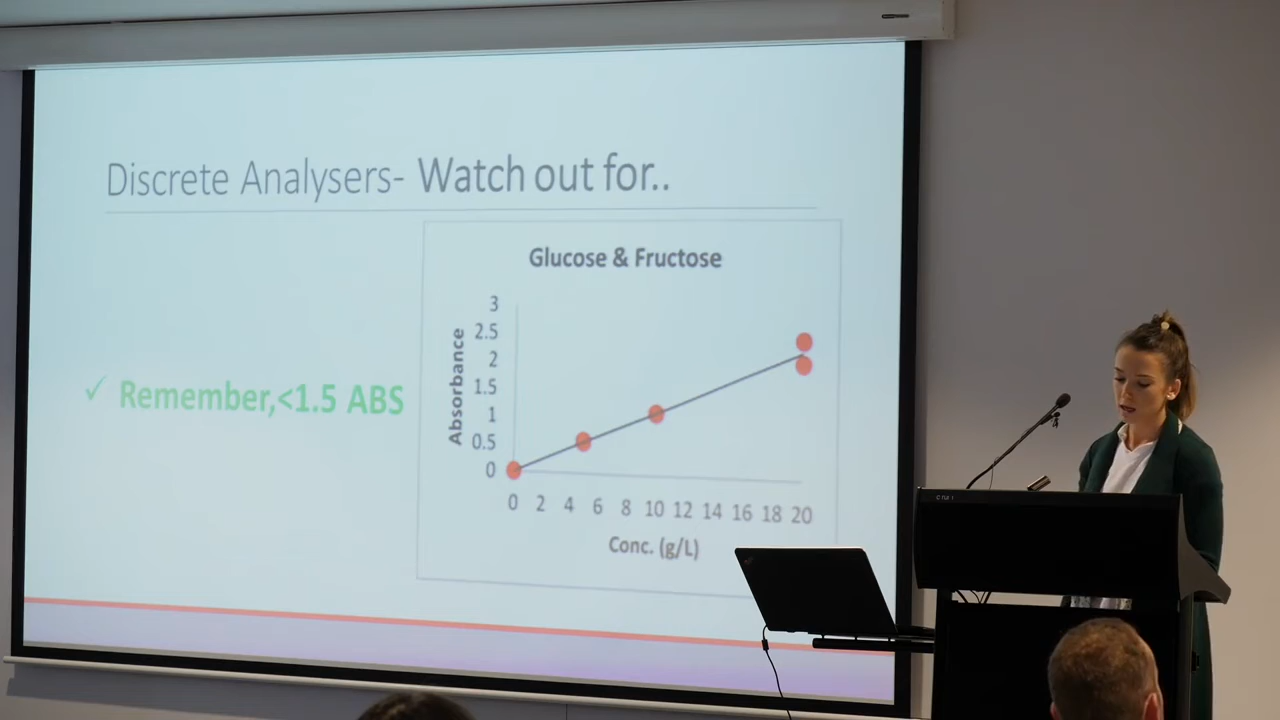 Discrete Analysers- Watch out for..
✓ Remember,<1.5 ABS
Glucose & Fructose
Absorbance
3
2.5
2
1.5
1
0.5
0
0 2 4 6 8 10 12 14 16 18 20
Conc. (g/L)